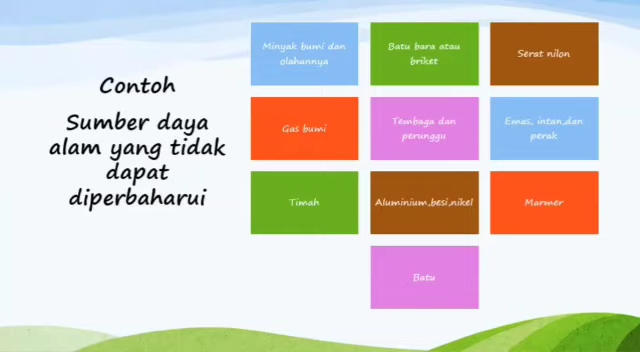 Contoh
Sumber daya
alam yang tidak
dapat
diperbaharui
Minyak bumi dan
olahannya
Batu bara atau
briket
Serat nilon
Gas bumi
Tembaga dan
perunggu
Emas, intan,dan
perak
Timah
Aluminium,besi,nikel
Marmer
Batu